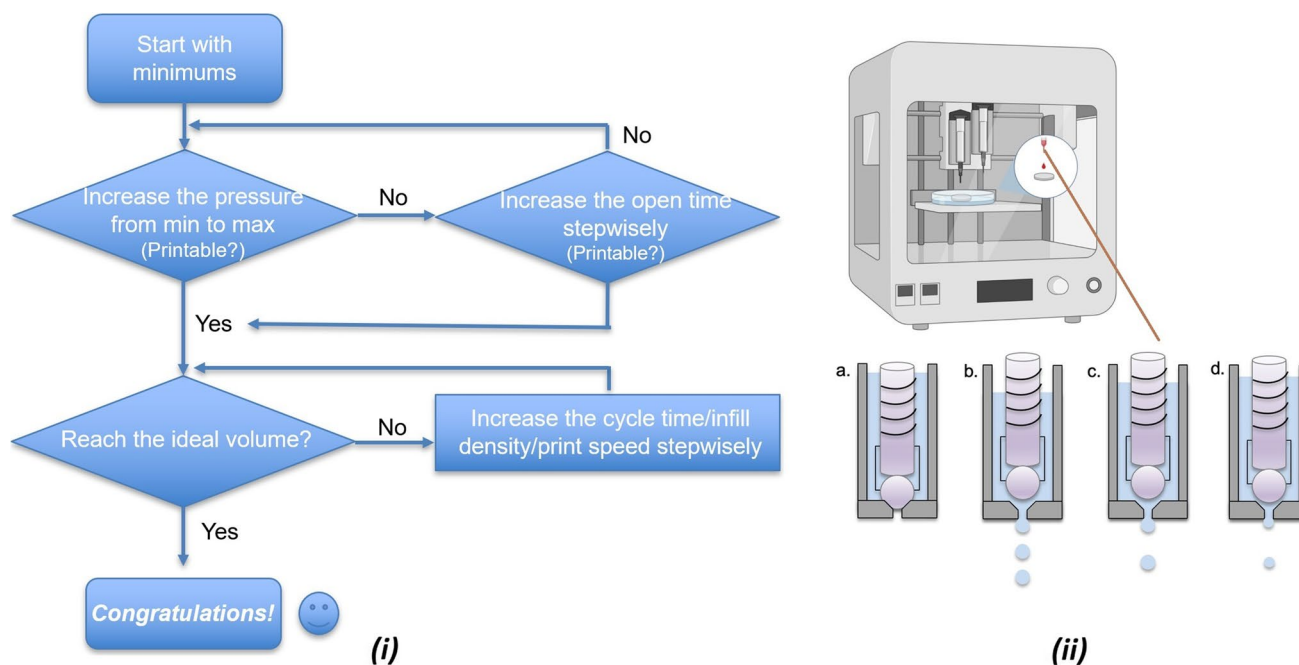 Start with
minimums
No
Increase the pressure
from min to max
(Printable?)
No
Increase the open time
stepwisely
(Printable?)
Yes
Reach the ideal volume?
No
Increase the cycle time/infill
density/print speed stepwisely
Yes
Congratulations!
(i)
a.
b.
c.
d.
(ii)